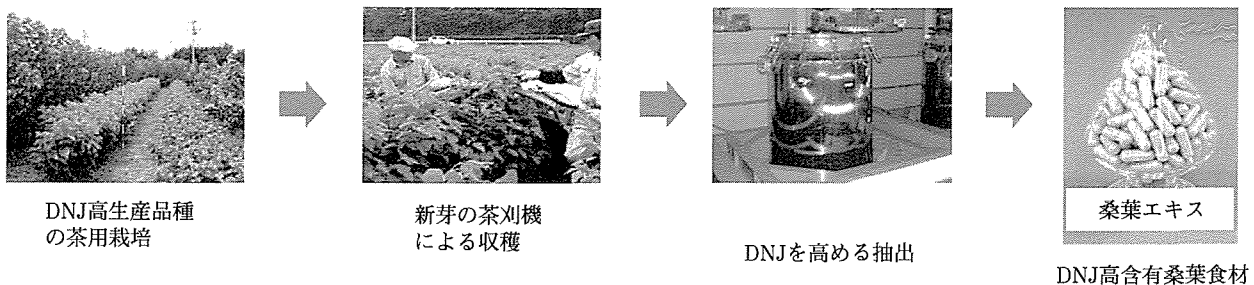 DNJ高生産品種
の茶用栽培
新芽の茶刈機
による収穫
DNJを高める抽出
桑葉エキス
DNJ高含有桑葉食材